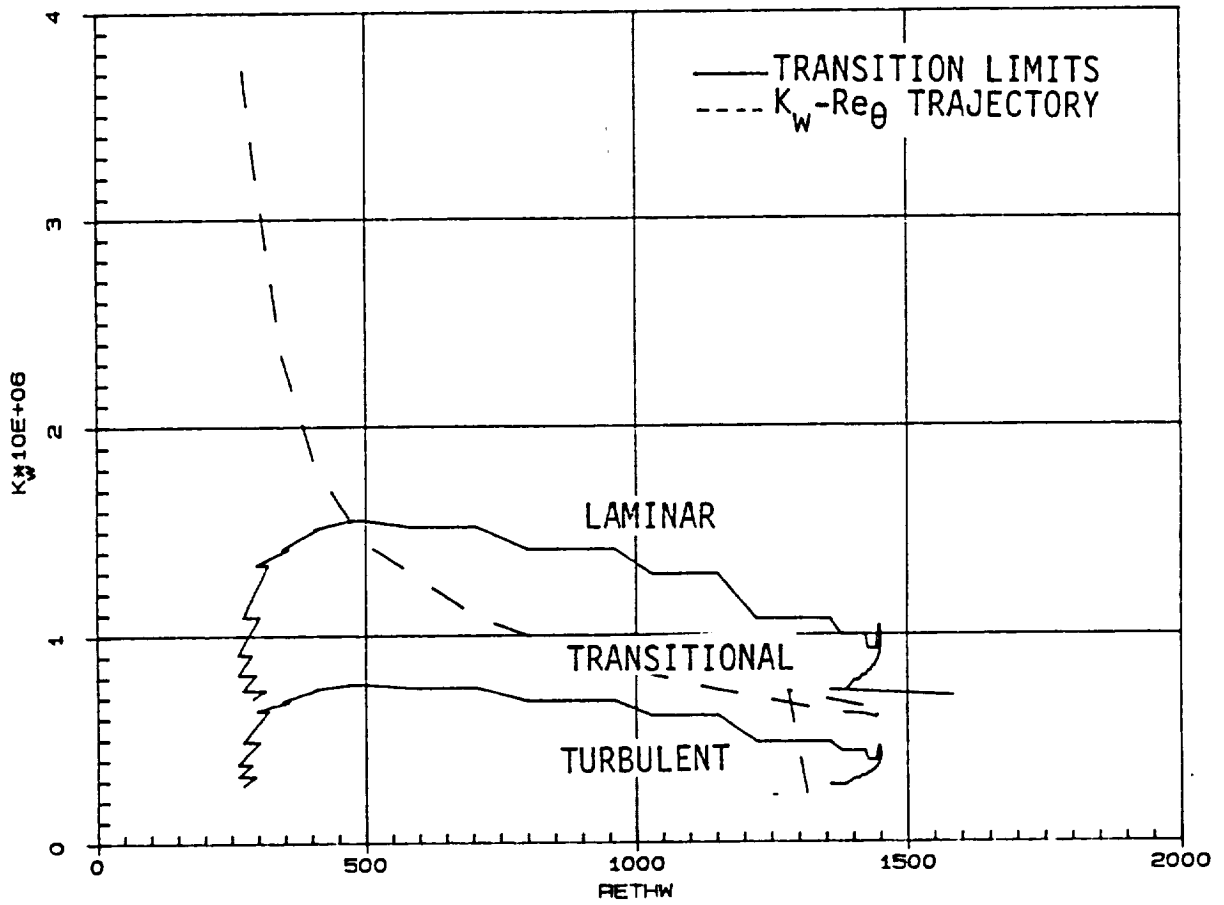 4
TRANSITION LIMITS
K_W-Re_θ TRAJECTORY
3
2
K_W*10E+06
LAMINAR
1
TRANSITIONAL
TURBULENT
0
0 500 1000 1500 2000
RETHW